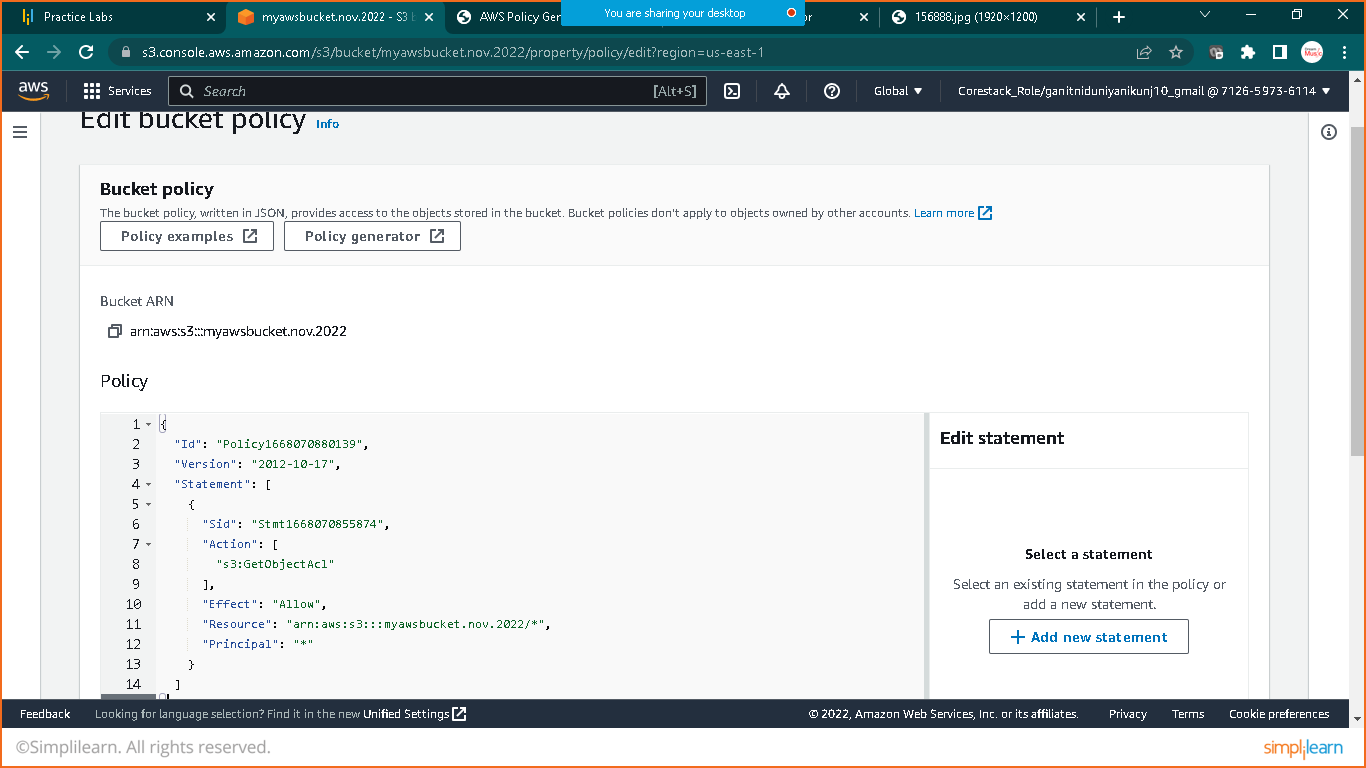 Practice Labs
myawsbucket.nov.2022 - S3 b
AWS Policy Gen
You are sharing your desktop
or
156888.jpg (1920×1200)
s3.console.aws.amazon.com/s3/bucket/myawsbucket.nov.2022/property/policy/edit?region=us-east-1
aws
Services
Search
[Alt+S]
Global
Corestack_Role/ganitniduniyanikunj10_gmail @ 7126-5973-6114
Edit bucket policy Info
Bucket policy
The bucket policy, written in JSON, provides access to the objects stored in the bucket. Bucket policies don't apply to objects owned by other accounts. Learn more
Policy examples
Policy generator
Bucket ARN
arn:aws:s3:::myawsbucket.nov.2022
Policy
1 {
2 "Id": "Policy1668070880139",
3 "Version": "2012-10-17",
4 "Statement": [
5 {
6 "Sid": "Stmt1668070855874",
7 "Action": [
8 "s3:GetObjectAcl"
9 ],
10 "Effect": "Allow",
11 "Resource": "arn:aws:s3:::myawsbucket.nov.2022/*",
12 "Principal": "*"
13 }
14 ]
Edit statement
Select a statement
Select an existing statement in the policy or
add a new statement.
+ Add new statement
Feedback
Looking for language selection? Find it in the new Unified Settings
© 2022, Amazon Web Services, Inc. or its affiliates.
Privacy
Terms
Cookie preferences
©Simplilearn. All rights reserved.
simplilearn